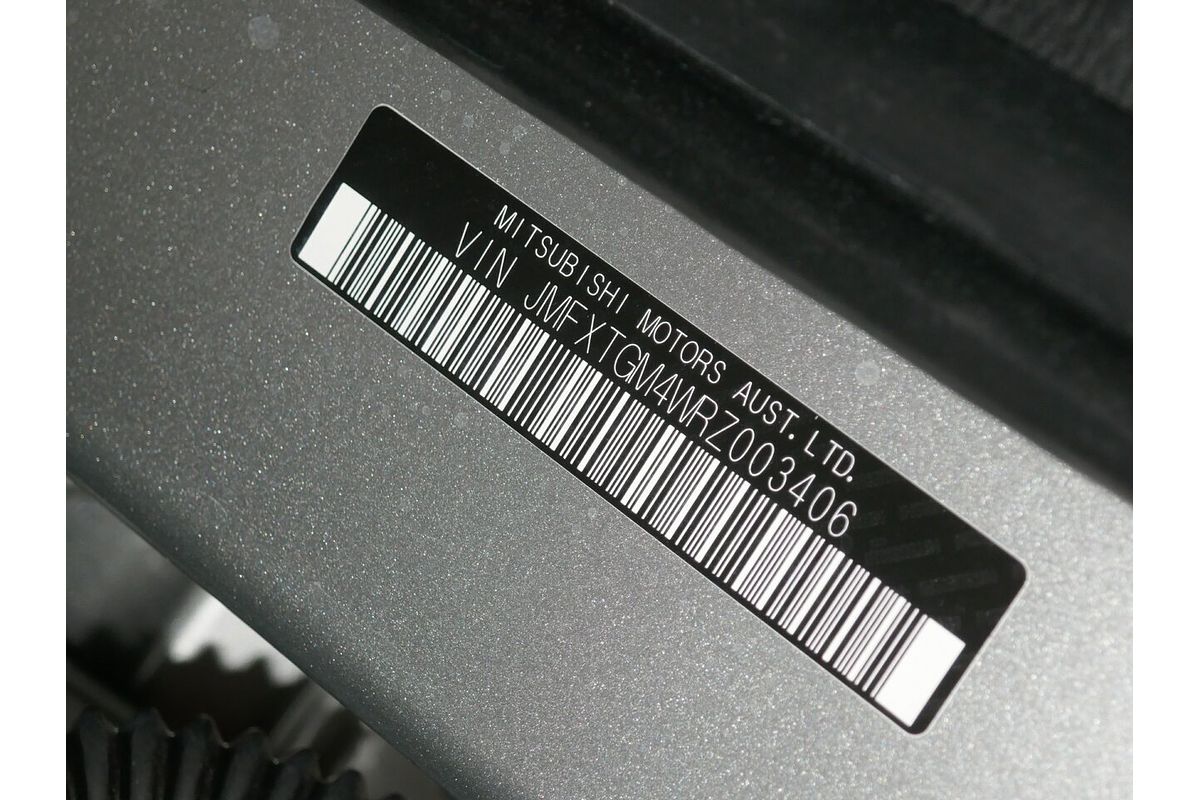 MITSUBISHI MOTORS AUST. LTD.
VIN JMFXTGM4WRZ003406